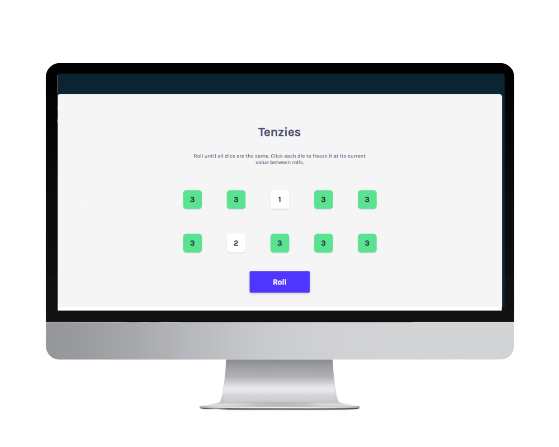 Tenzies
Roll until all dice are the same. Click each die to freeze it at its current
value between rolls.
3 3 1 3 3
3 2 3 3 3
Roll